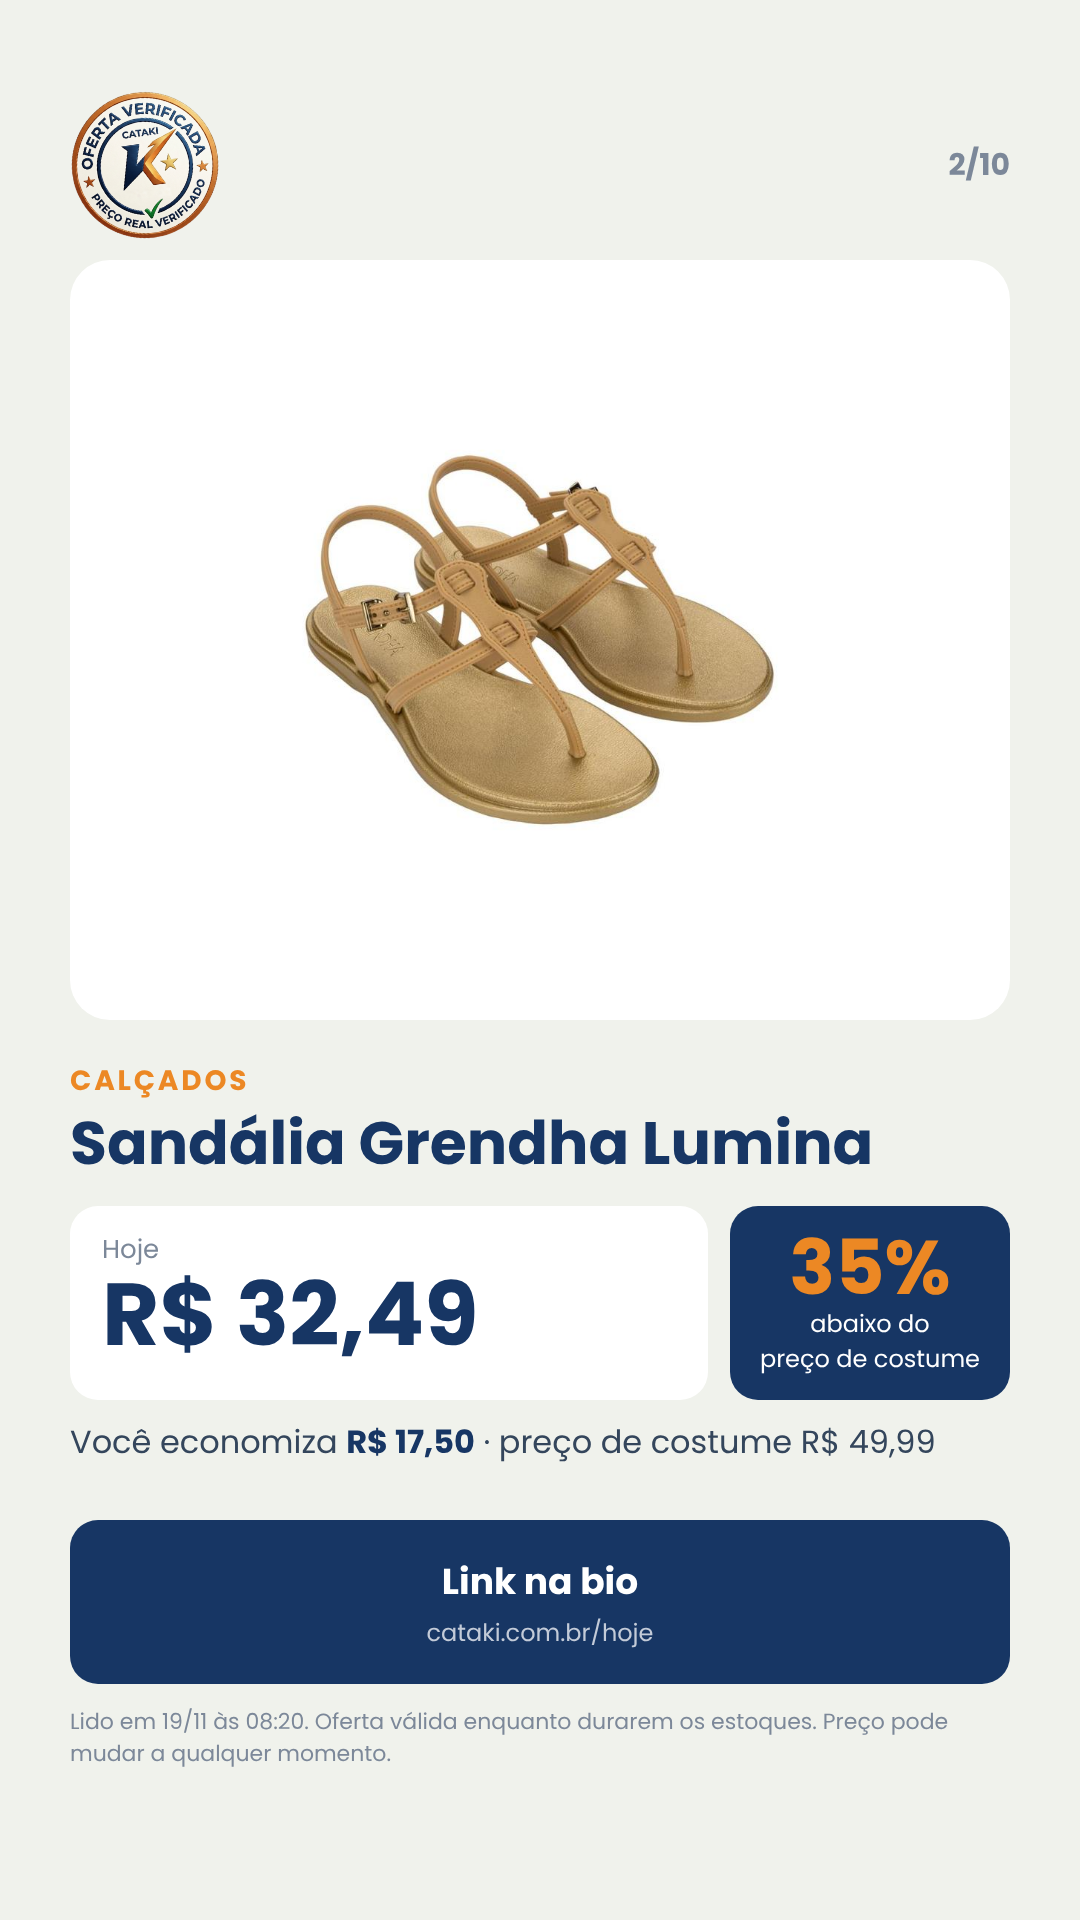 OFERTA VERIFICADA
CATAKI
K
PREÇO REAL VERIFICADO
2/10
CALÇADOS
Sandália Grendha Lumina
Hoje
R$ 32,49
35%
abaixo do
preço de costume
Você economiza R$ 17,50 · preço de costume R$ 49,99
Link na bio
cataki.com.br/hoje
Lido em 19/11 às 08:20. Oferta válida enquanto durarem os estoques. Preço pode
mudar a qualquer momento.